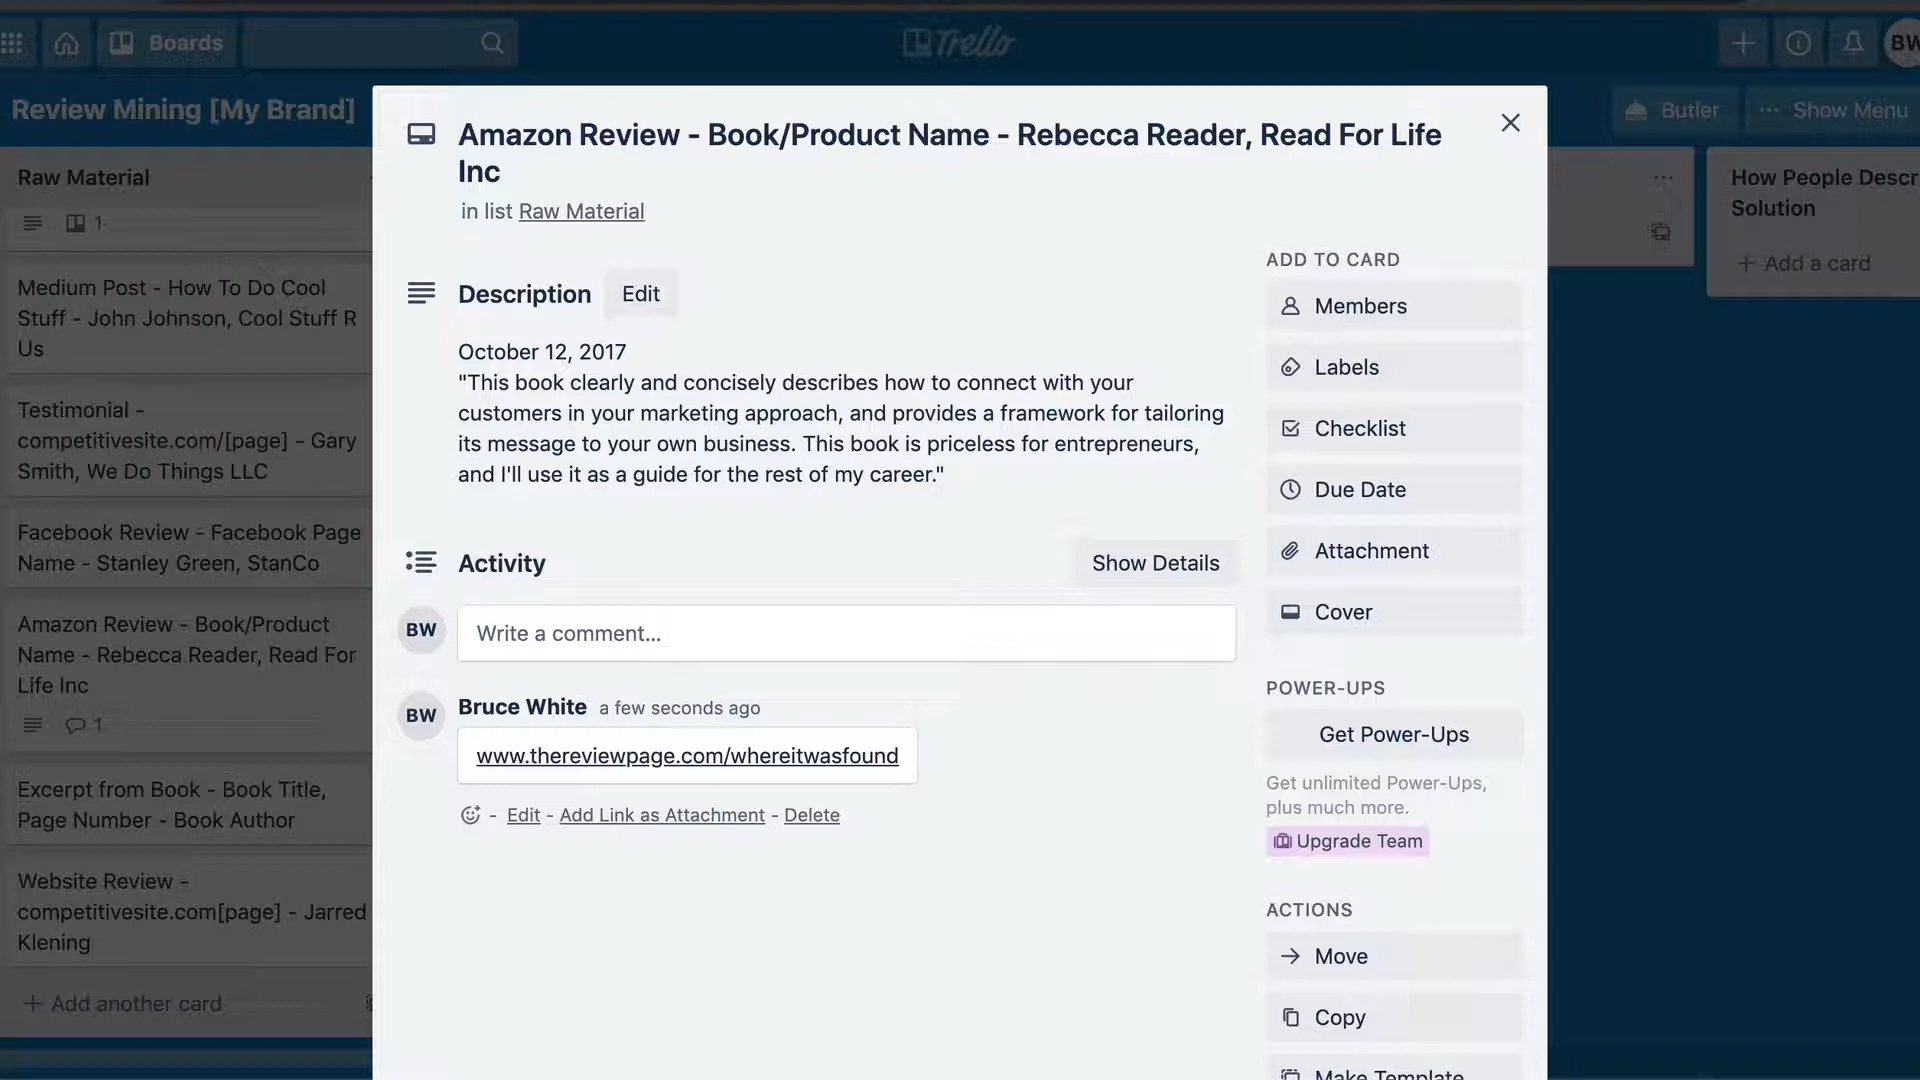 Boards
Trello
BW
Review Mining [My Brand]
Butler
Show Menu
Raw Material
1
Medium Post - How To Do Cool
Stuff - John Johnson, Cool Stuff R
Us
Testimonial -
competitivesite.com/[page] - Gary
Smith, We Do Things LLC
Facebook Review - Facebook Page
Name - Stanley Green, StanCo
Amazon Review - Book/Product
Name - Rebecca Reader, Read For
Life Inc
1
Excerpt from Book - Book Title,
Page Number - Book Author
Website Review -
competitivesite.com[page] - Jarred
Klening
+ Add another card
Amazon Review - Book/Product Name - Rebecca Reader, Read For Life
Inc
in list Raw Material
Description
Edit
October 12, 2017
"This book clearly and concisely describes how to connect with your
customers in your marketing approach, and provides a framework for tailoring
its message to your own business. This book is priceless for entrepreneurs,
and I'll use it as a guide for the rest of my career."
Activity
Show Details
BW
Write a comment...
BW
Bruce White a few seconds ago
www.thereviewpage.com/whereitwasfound
- Edit - Add Link as Attachment - Delete
ADD TO CARD
Members
Labels
Checklist
Due Date
Attachment
Cover
POWER-UPS
Get Power-Ups
Get unlimited Power-Ups,
plus much more.
Upgrade Team
ACTIONS
Move
Copy
Make Template
How People Descr
Solution
+ Add a card